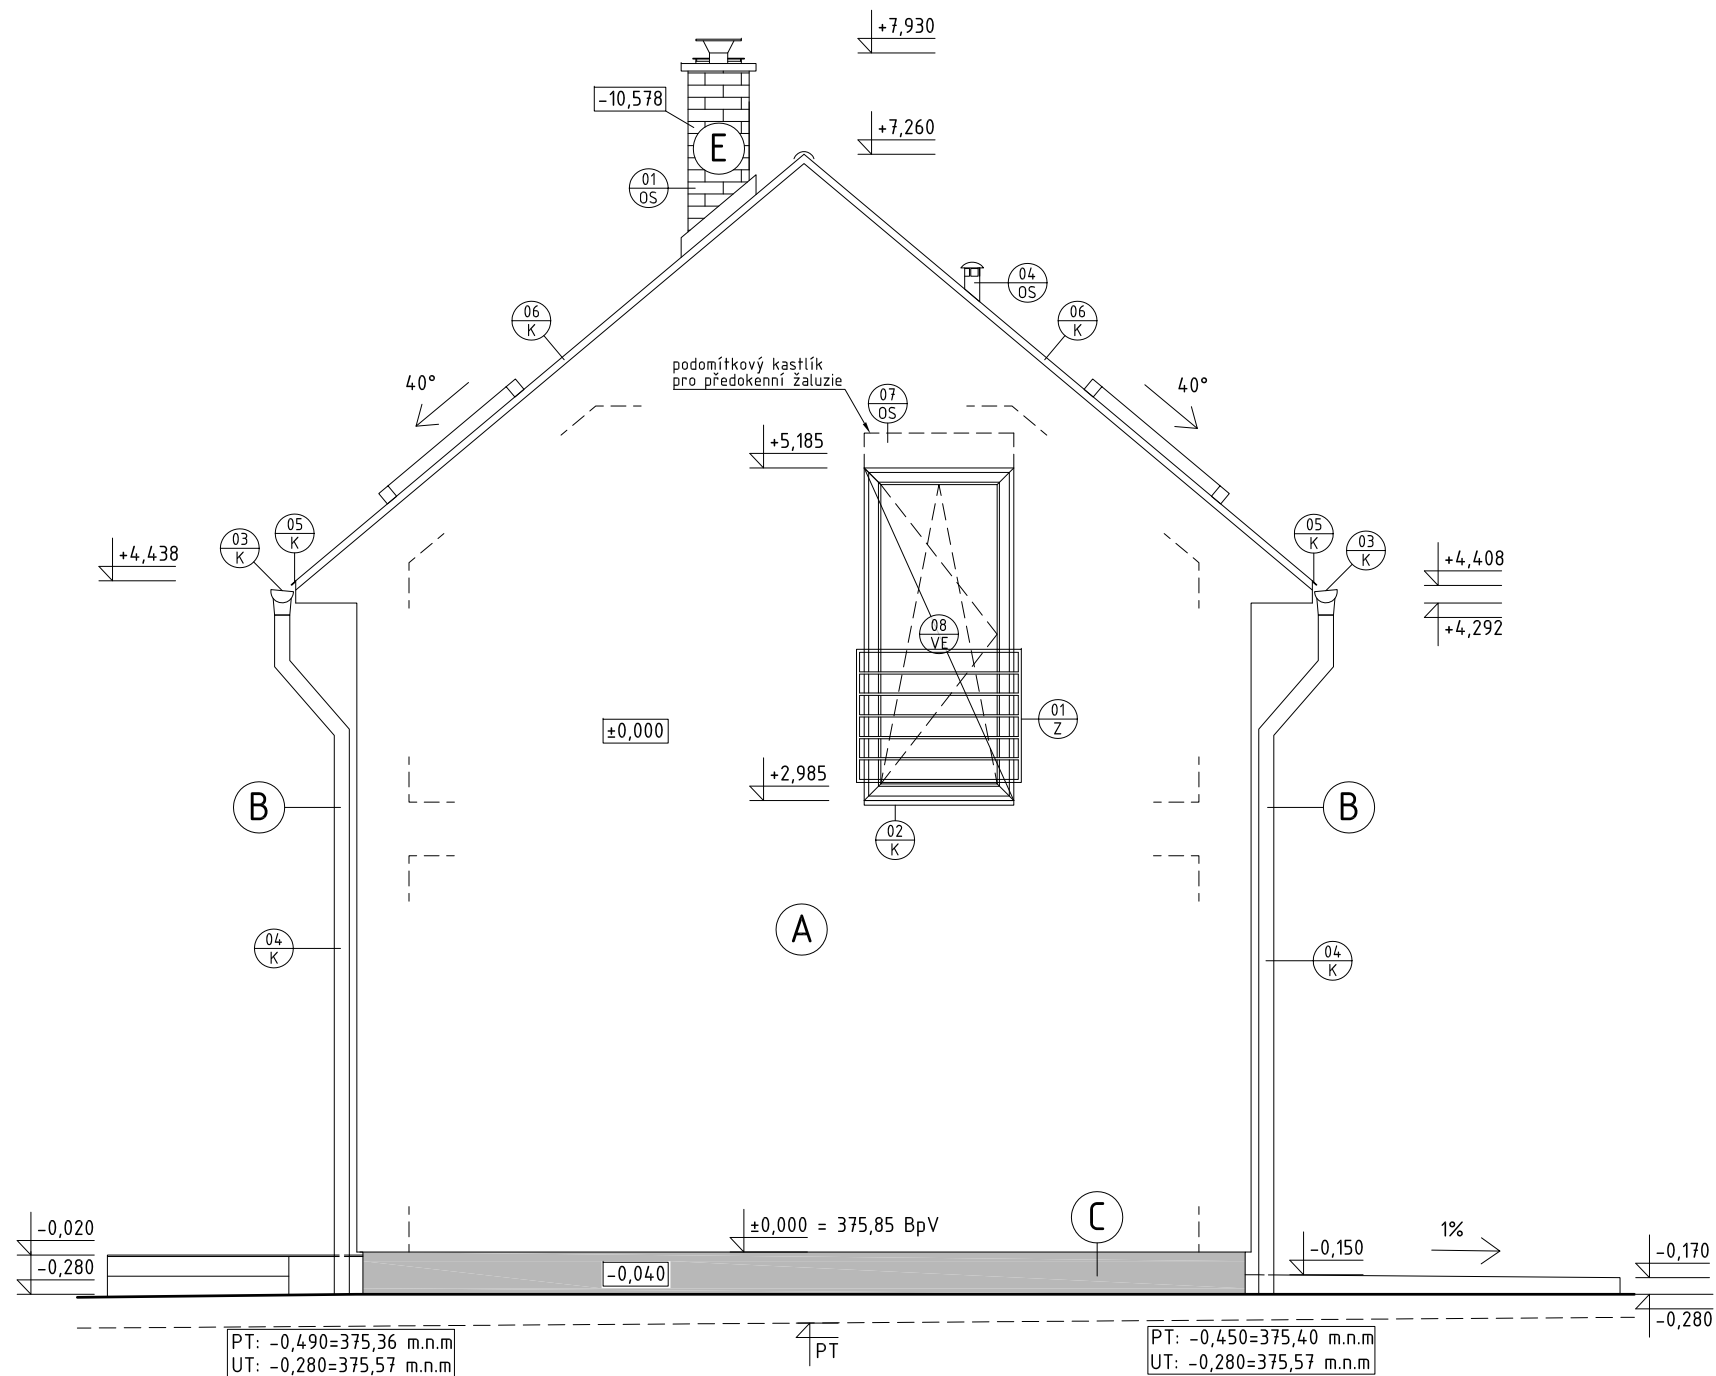 +7,930
-10,578
+7,260
E
01
OS
04
OS
06
K
06
K
podomítkový kastlík
pro předokenní žaluzie
40°
40°
07
OS
+5,185
05
K
03
K
+4,438
05
K
03
K
+4,408
+4,292
08
VE
01
Z
±0,000
+2,985
B
B
02
K
A
04
K
04
K
C
-0,020
±0,000 = 375,85 BpV
1%
-0,150
-0,170
-0,280
-0,040
-0,280
PT: -0,490=375,36 m.n.m
UT: -0,280=375,57 m.n.m
PT
PT: -0,450=375,40 m.n.m
UT: -0,280=375,57 m.n.m